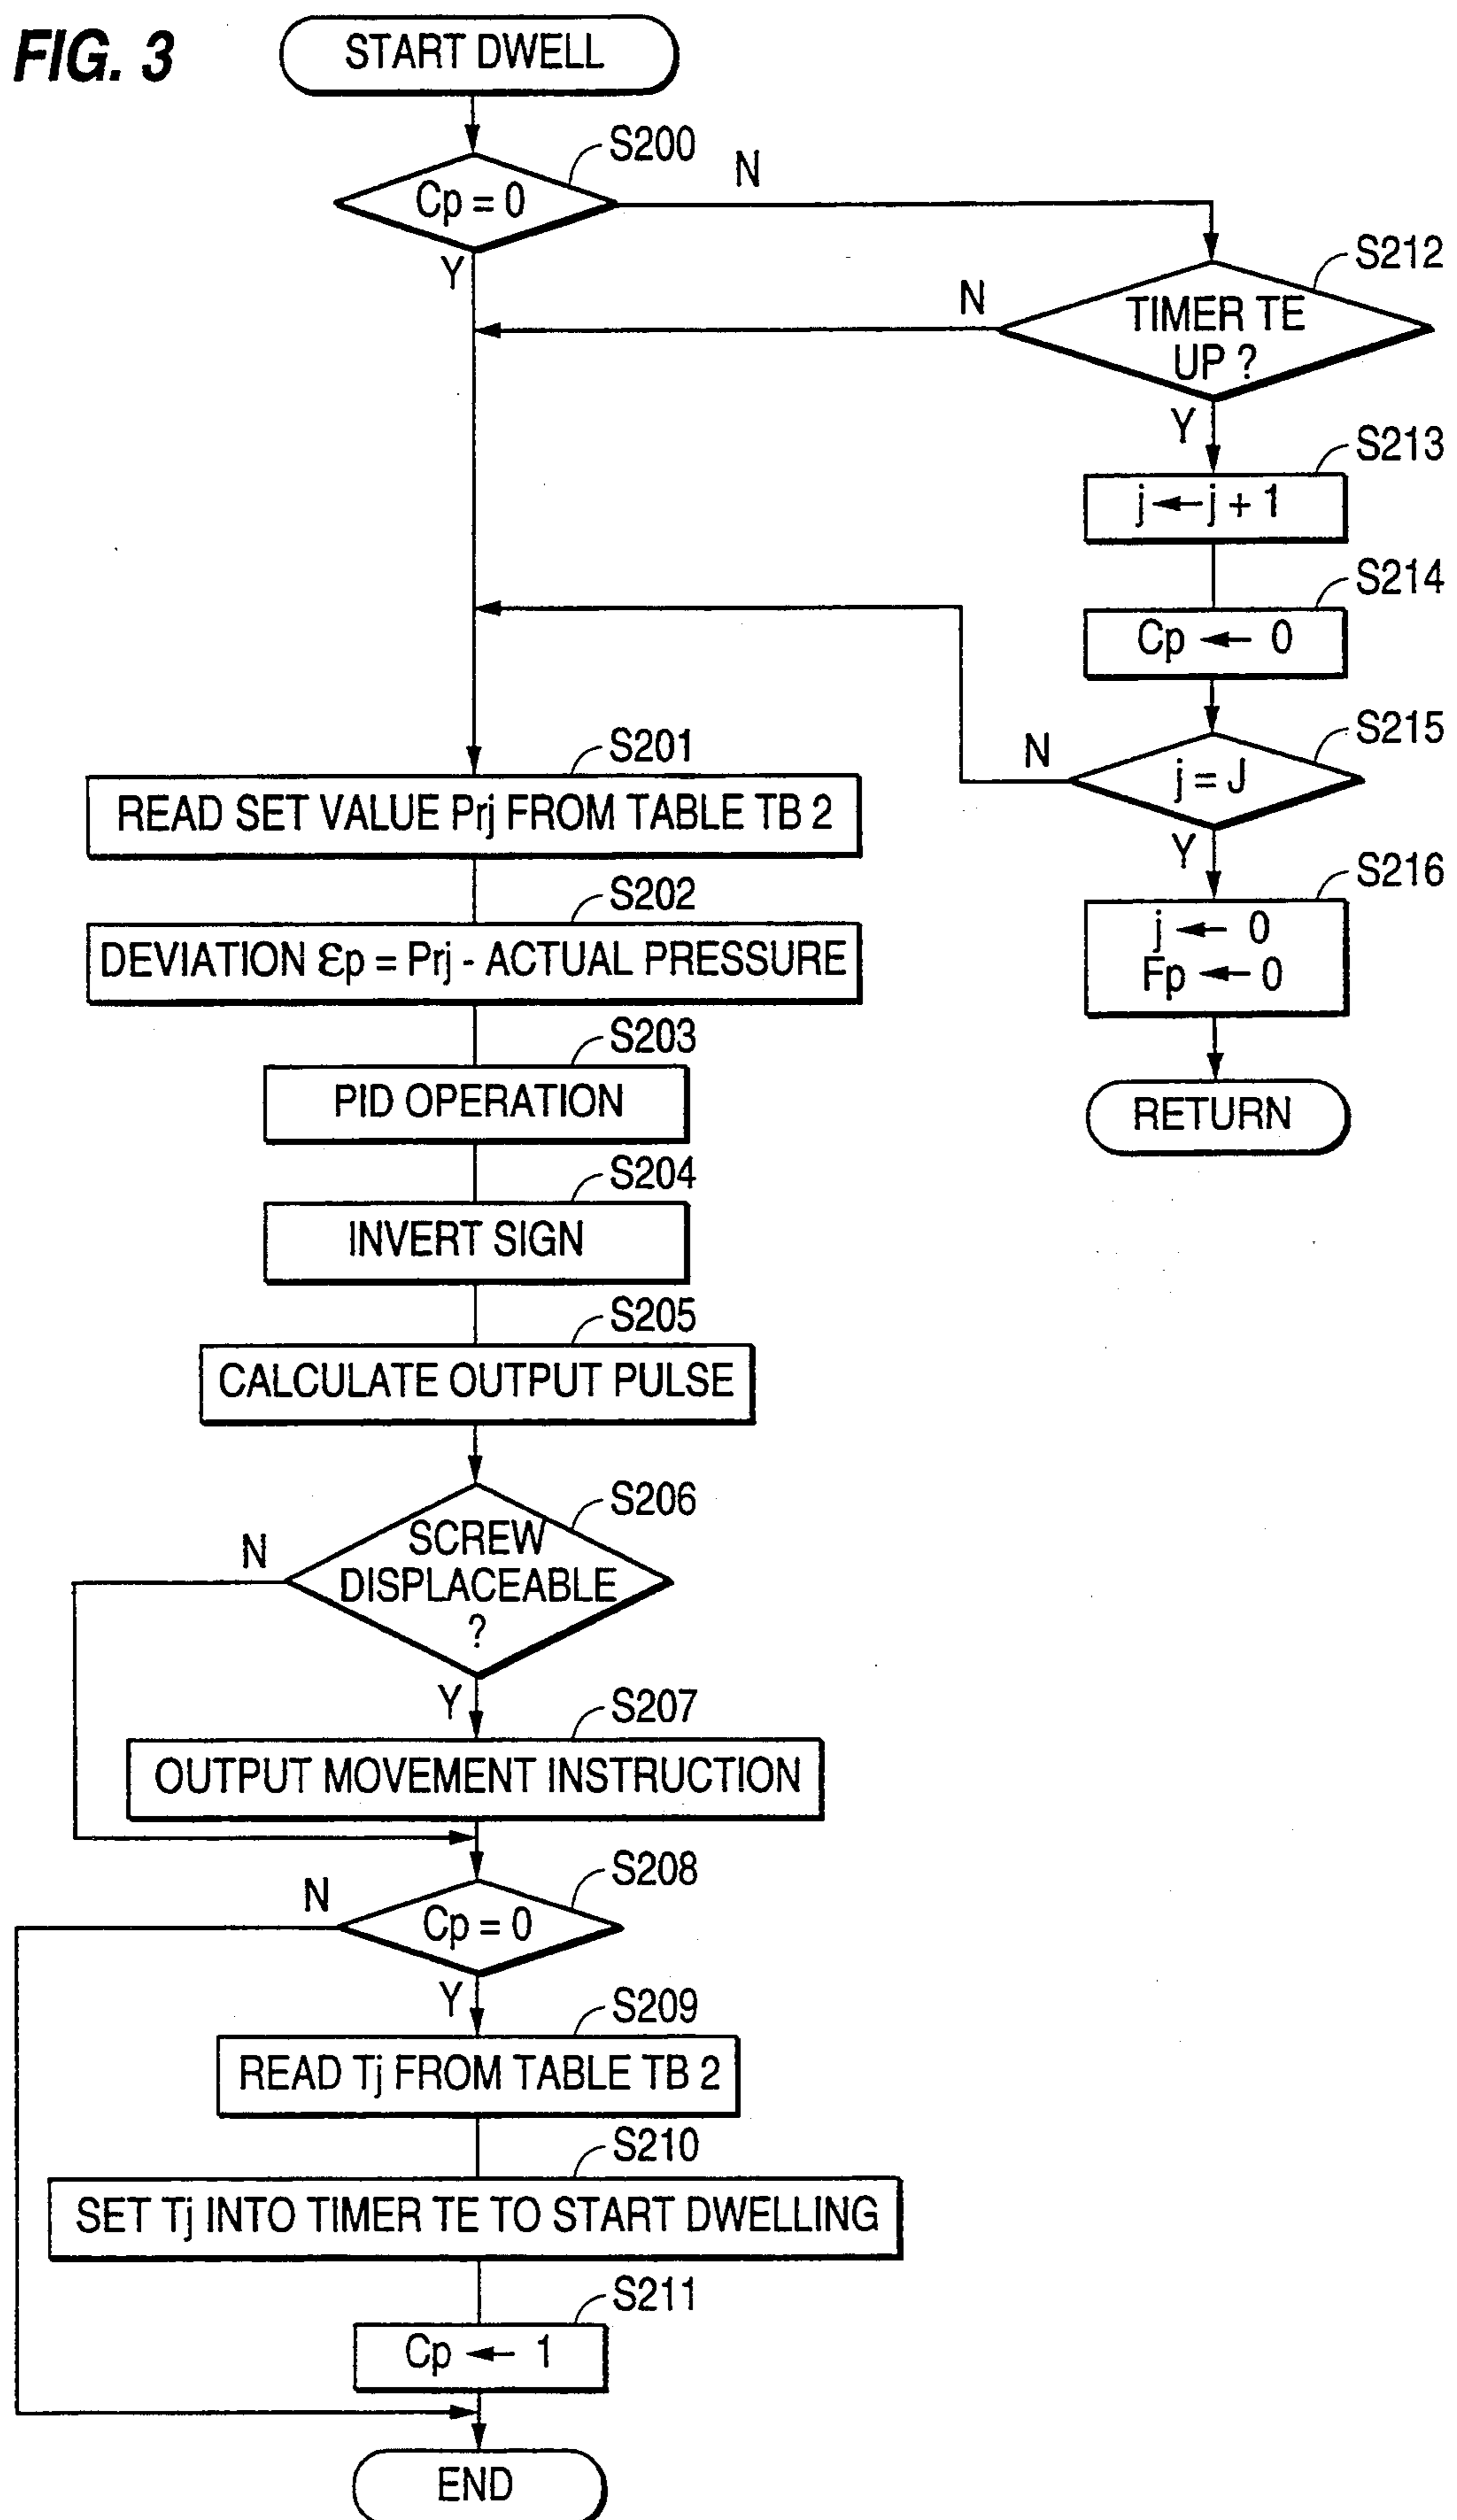 FIG. 3
START DWELL
S200
Cp = 0
N
Y
S212
TIMER TE
UP ?
N
Y
S213
j ← j + 1
S214
Cp ← 0
S215
j = J
N
Y
S216
j ← 0
Fp ← 0
RETURN
S201
READ SET VALUE Prj FROM TABLE TB 2
S202
DEVIATION Ɛp = Prj - ACTUAL PRESSURE
S203
PID OPERATION
S204
INVERT SIGN
S205
CALCULATE OUTPUT PULSE
S206
SCREW
DISPLACEABLE
?
N
Y
S207
OUTPUT MOVEMENT INSTRUCTION
S208
Cp = 0
N
Y
S209
READ Tj FROM TABLE TB 2
S210
SET Tj INTO TIMER TE TO START DWELLING
S211
Cp ← 1
END